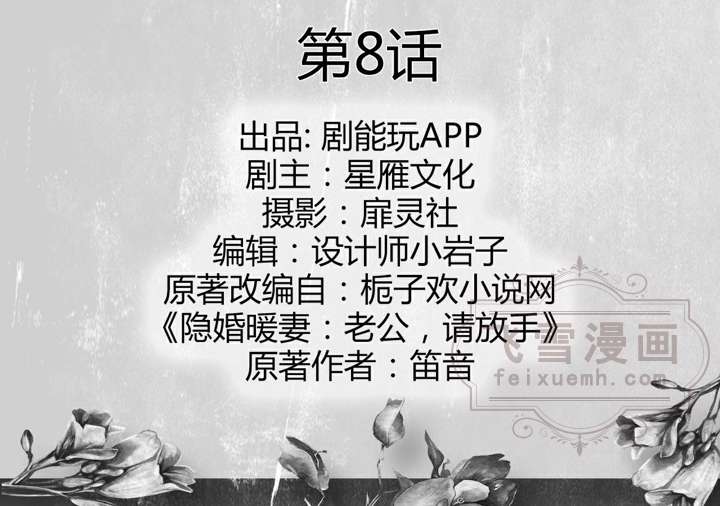 第8话
出品: 剧能玩APP
剧主：星雁文化
摄影：扉灵社
编辑：设计师小岩子
原著改编自：栀子欢小说网
《隐婚暖妻：老公，请放手》
原著作者：笛音
飞雪漫画
feixuemh.com